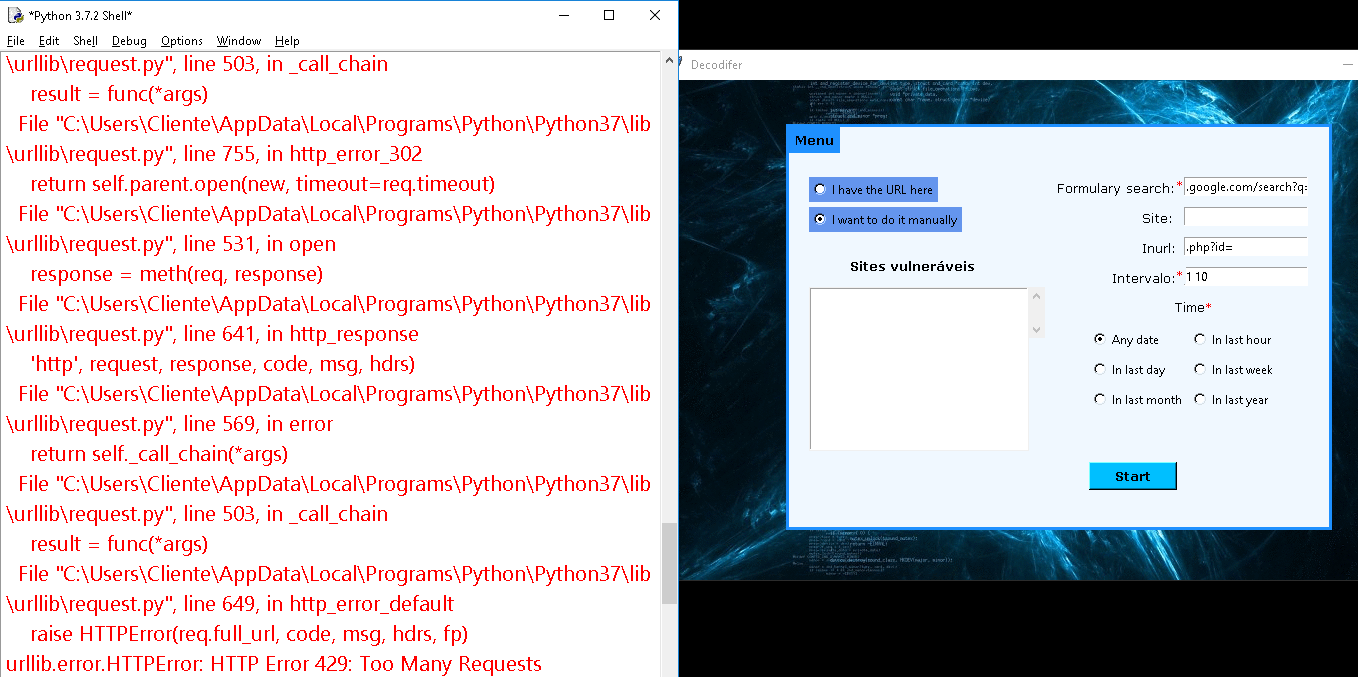 *Python 3.7.2 Shell*
File Edit Shell Debug Options Window Help
\urllib\request.py", line 503, in _call_chain
result = func(*args)
File "C:\Users\Cliente\AppData\Local\Programs\Python\Python37\lib
\urllib\request.py", line 755, in http_error_302
return self.parent.open(new, timeout=req.timeout)
File "C:\Users\Cliente\AppData\Local\Programs\Python\Python37\lib
\urllib\request.py", line 531, in open
response = meth(req, response)
File "C:\Users\Cliente\AppData\Local\Programs\Python\Python37\lib
\urllib\request.py", line 641, in http_response
'http', request, response, code, msg, hdrs)
File "C:\Users\Cliente\AppData\Local\Programs\Python\Python37\lib
\urllib\request.py", line 569, in error
return self._call_chain(*args)
File "C:\Users\Cliente\AppData\Local\Programs\Python\Python37\lib
\urllib\request.py", line 503, in _call_chain
result = func(*args)
File "C:\Users\Cliente\AppData\Local\Programs\Python\Python37\lib
\urllib\request.py", line 649, in http_error_default
raise HTTPError(req.full_url, code, msg, hdrs, fp)
urllib.error.HTTPError: HTTP Error 429: Too Many Requests
Decodifer
Menu
I have the URL here
I want to do it manually
Sites vulneráveis
Formulary search:* .google.com/search?q=
Site:
Inurl: .php?id=
Intervalo:* 1 10
Time*
Any date In last hour
In last day In last week
In last month In last year
Start